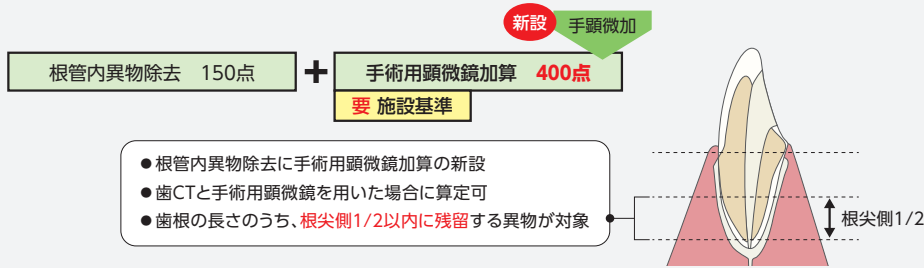 新設
手顕微加
根管内異物除去　150点
+
手術用顕微鏡加算　400点
要 施設基準
●根管内異物除去に手術用顕微鏡加算の新設
●歯CTと手術用顕微鏡を用いた場合に算定可
●歯根の長さのうち、根尖側1/2以内に残留する異物が対象
根尖側1/2